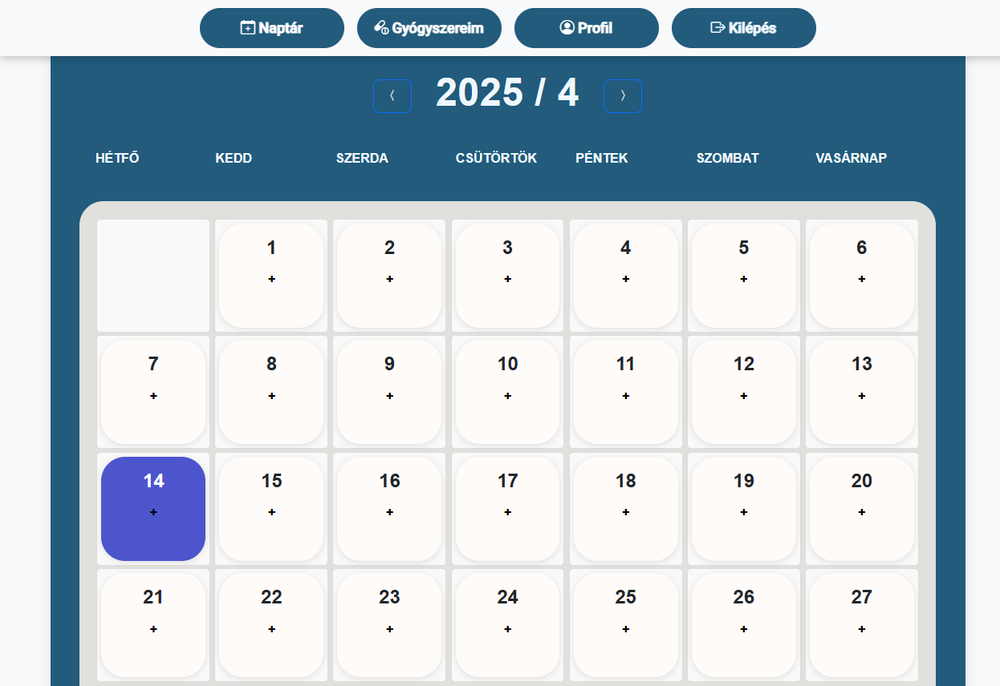 Naptár Gyógyszereim Profil Kilépés
〈 2025 / 4 〉
HÉTFŐ KEDD SZERDA CSÜTÖRTÖK PÉNTEK SZOMBAT VASÁRNAP
1 2 3 4 5 6
+ + + + + +
7 8 9 10 11 12 13
+ + + + + + +
14 15 16 17 18 19 20
+ + + + + + +
21 22 23 24 25 26 27
+ + + + + + +